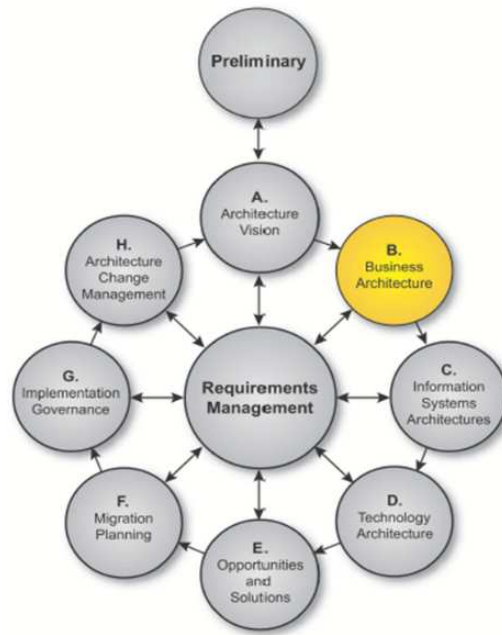 Preliminary
A.
Architecture
Vision
H.
Architecture
Change
Management
B.
Business
Architecture
G.
Implementation
Governance
Requirements
Management
C.
Information
Systems
Architectures
F.
Migration
Planning
D.
Technology
Architecture
E.
Opportunities
and
Solutions